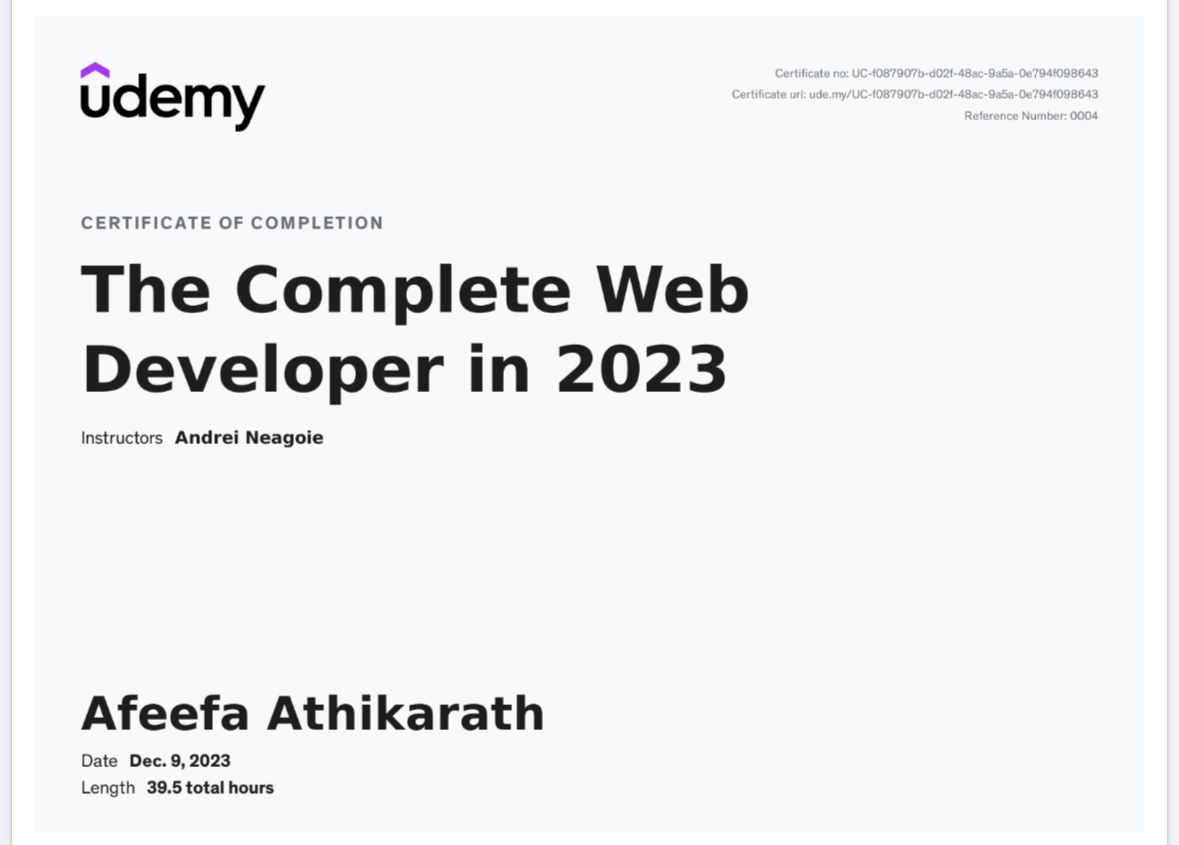 udemy
Certificate no: UC-f087907b-d02f-48ac-9a5a-0e794f098643
Certificate url: ude.my/UC-f087907b-d02f-48ac-9a5a-0e794f098643
Reference Number: 0004
CERTIFICATE OF COMPLETION
The Complete Web
Developer in 2023
Instructors Andrei Neagoie
Afeefa Athikarath
Date Dec. 9, 2023
Length 39.5 total hours